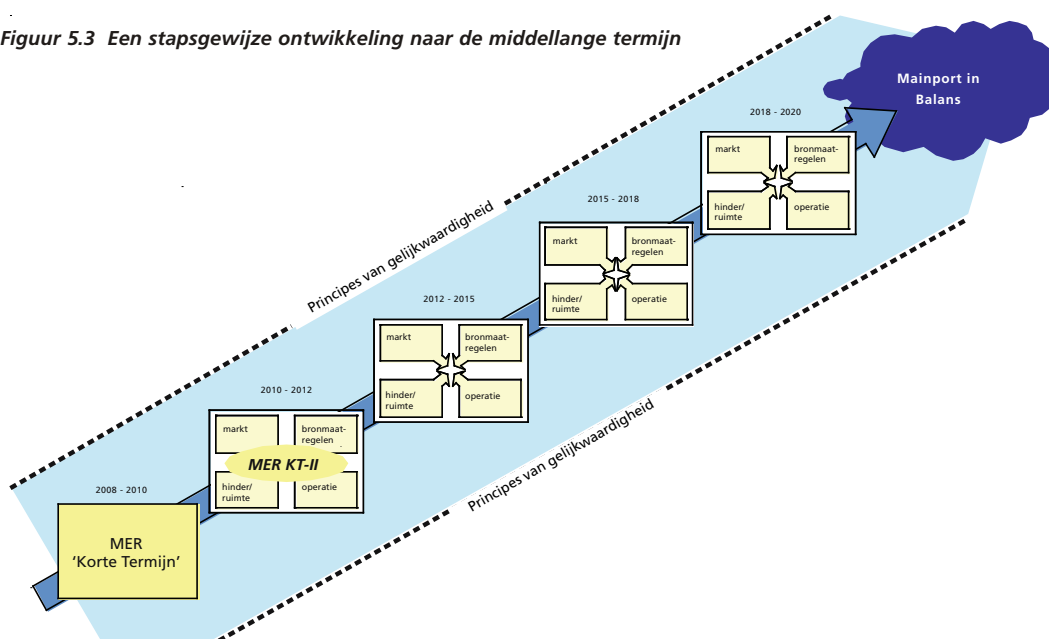 Figuur 5.3 Een stapsgewijze ontwikkeling naar de middellange termijn
Mainport in
Balans
2018 - 2020
markt
bronmaat-
regelen
hinder/
ruimte
operatie
2015 - 2018
markt
bronmaat-
regelen
hinder/
ruimte
operatie
Principes van gelijkwaardigheid
2012 - 2015
markt
bronmaat-
regelen
hinder/
ruimte
operatie
2010 - 2012
markt
bronmaat-
regelen
MER KT-II
hinder/
ruimte
operatie
Principes van gelijkwaardigheid
2008 - 2010
MER
‘Korte Termijn’